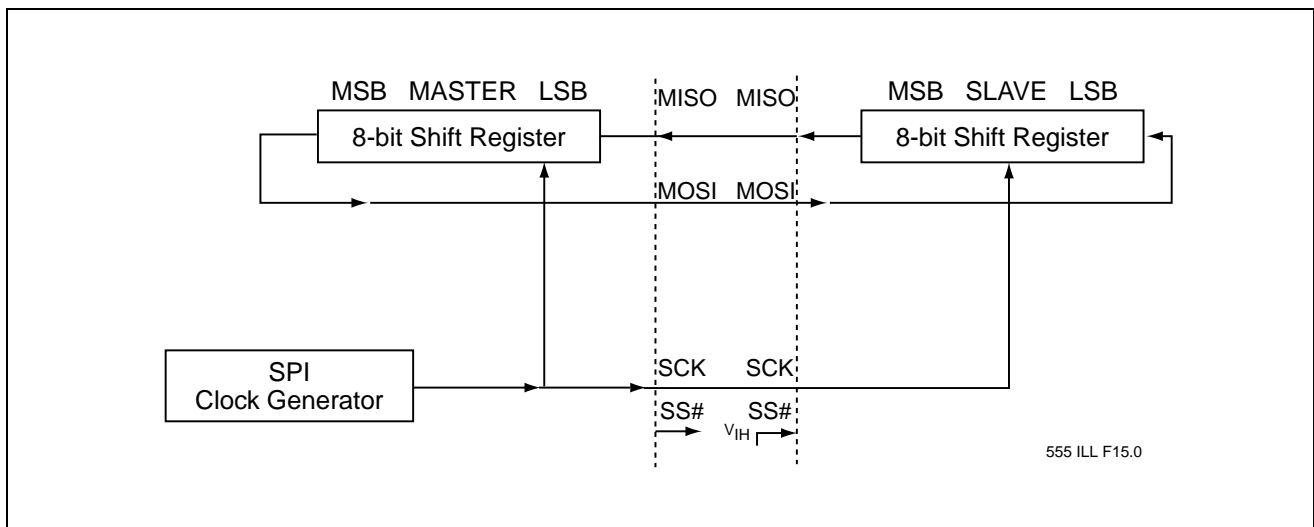 MSB MASTER LSB
MISO MISO
MSB SLAVE LSB
8-bit Shift Register
8-bit Shift Register
MOSI MOSI
SPI
Clock Generator
SCK SCK
SS# SS#
VIH
555 ILL F15.0